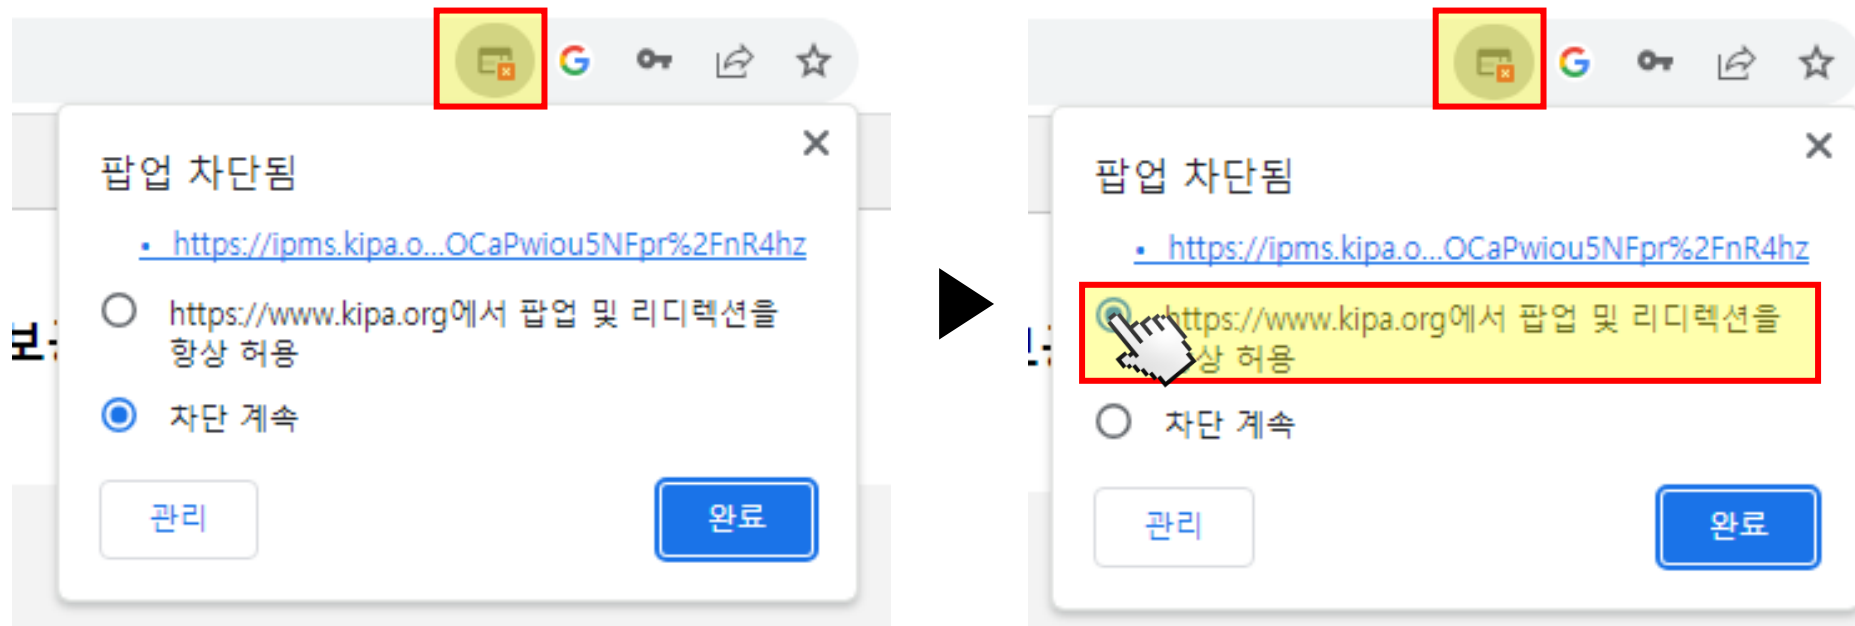 팝업 차단됨
• https://ipms.kipa.o...OCaPwiou5NFpr%2FnR4hz
https://www.kipa.org에서 팝업 및 리디렉션을
항상 허용
차단 계속
관리
완료
팝업 차단됨
• https://ipms.kipa.o...OCaPwiou5NFpr%2FnR4hz
https://www.kipa.org에서 팝업 및 리디렉션을
상 허용
차단 계속
관리
완료